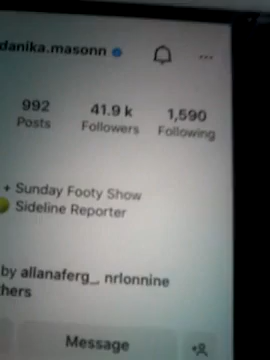 danika.masonn
...
992 41.9 k 1,590
Posts Followers Following
+ Sunday Footy Show
Sideline Reporter
by allanaferg_, nrlonnine
hers
Message